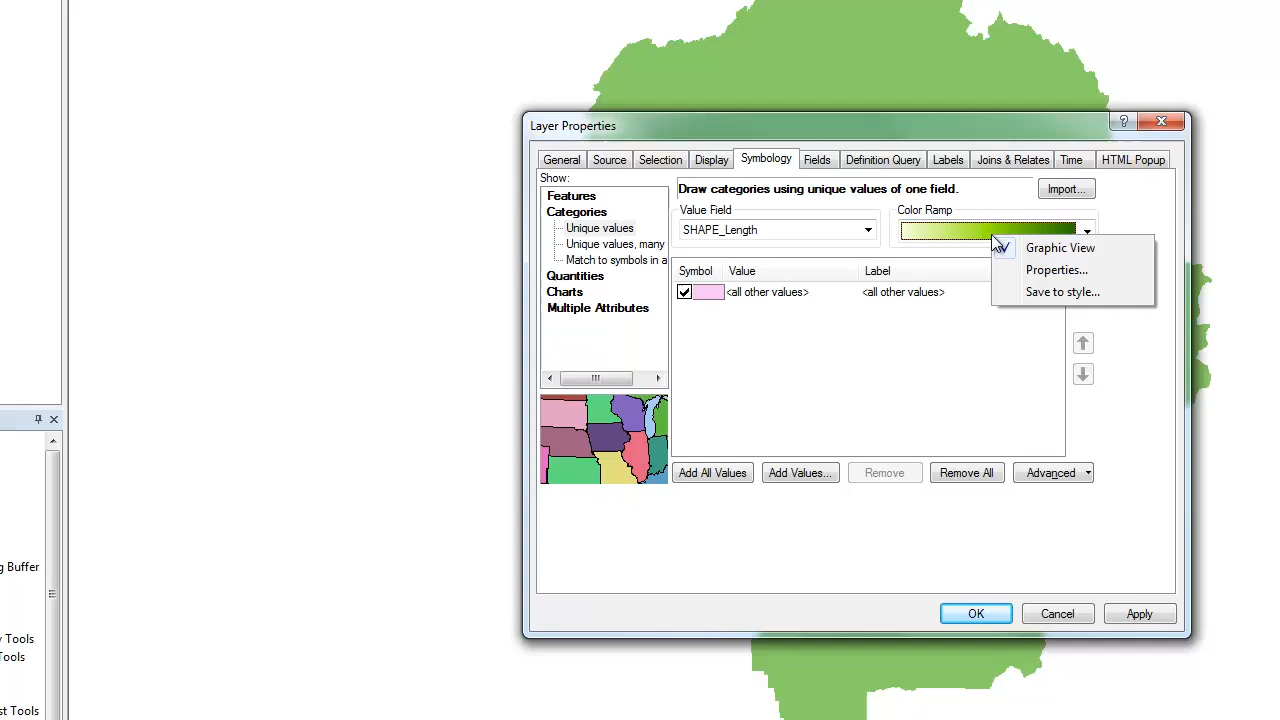 Layer Properties
General Source Selection Display Symbology Fields Definition Query Labels Joins & Relates Time HTML Popup
Show:
Features
Categories
Unique values
Unique values, many
Match to symbols in a
Quantities
Charts
Multiple Attributes
Draw categories using unique values of one field.
Import...
Value Field
SHAPE_Length
Color Ramp
Graphic View
Properties...
Save to style...
Symbol Value Label
<all other values> <all other values>
Add All Values Add Values... Remove Remove All Advanced
OK Cancel Apply
g Buffer
Tools
Tools
st Tools